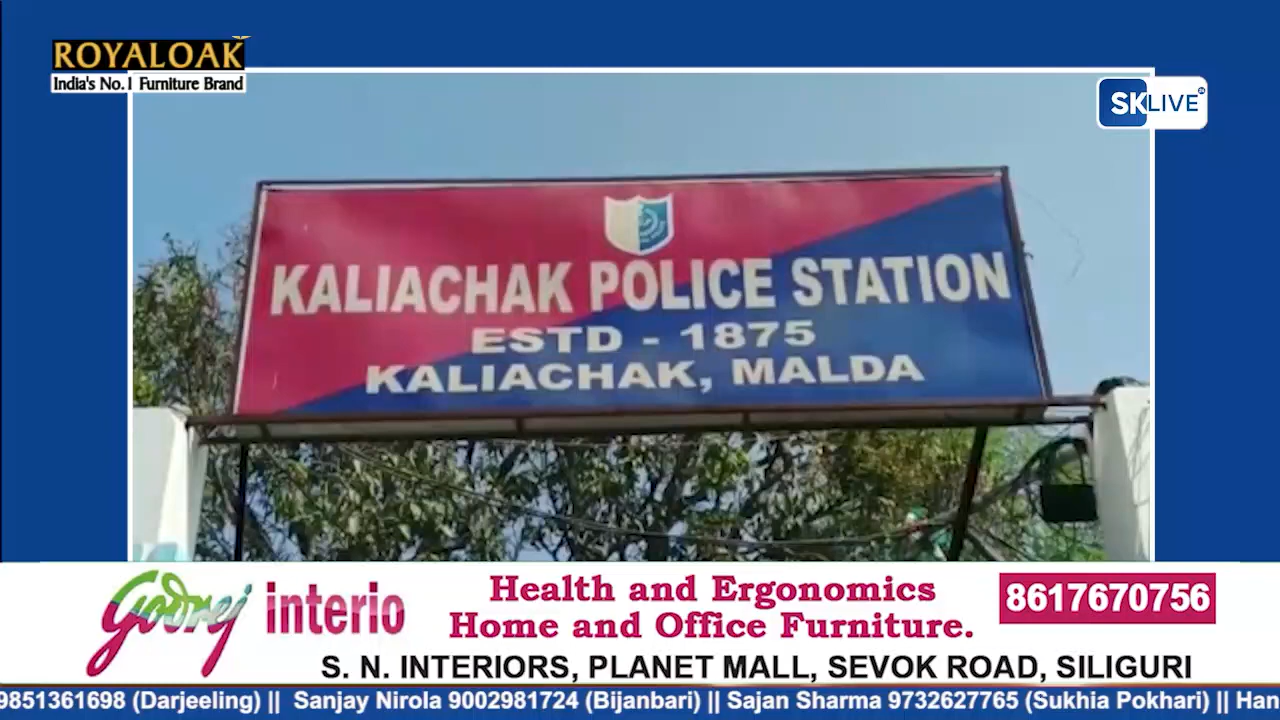 ROYALOAK
India's No.1 Furniture Brand
SKLIVE
KALIACHAK POLICE STATION
ESTD - 1875
KALIACHAK, MALDA
Godrej interio
Health and Ergonomics
Home and Office Furniture.
8617670756
S. N. INTERIORS, PLANET MALL, SEVOK ROAD, SILIGURI
9851361698 (Darjeeling) || Sanjay Nirola 9002981724 (Bijanbari) || Sajan Sharma 9732627765 (Sukhia Pokhari) ||